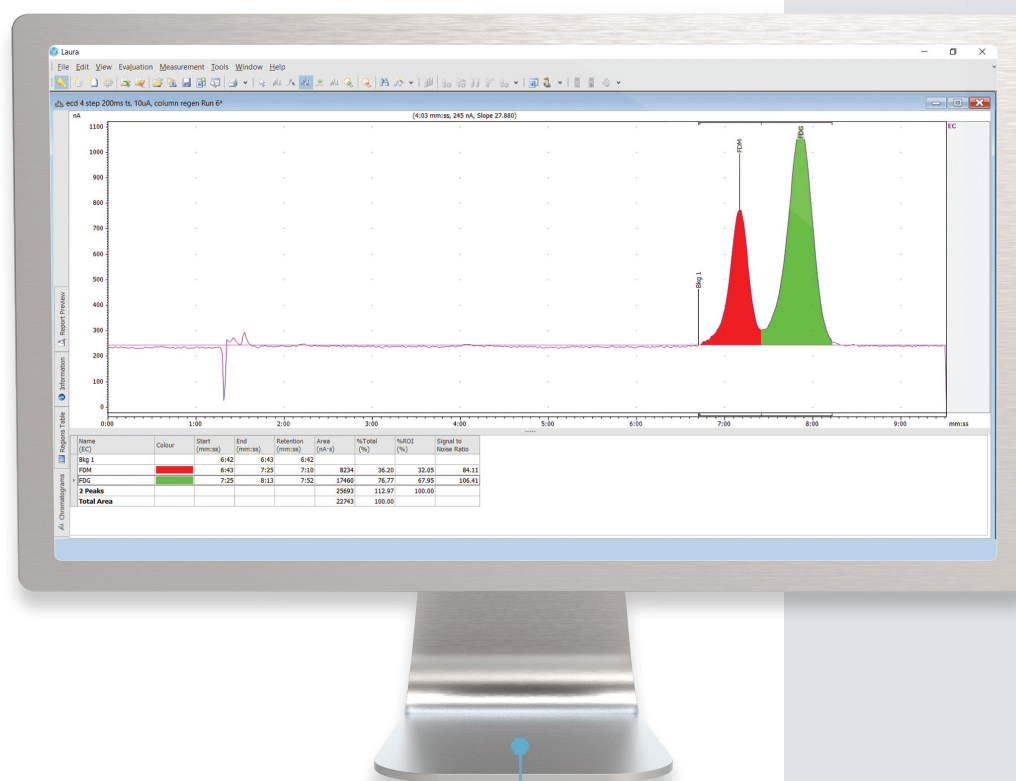 Laura
File Edit View Evaluation Measurement Tools Window Help
ecd 4 step 200ms ts, 10uA, column regen Run 6*
nA (4:03 mm:ss, 245 nA, Slope 27.880) EC
1100
1000
900
800
700
600
500
400
300
200
100
0
Bkg 1
FDM
FDG
0:00 1:00 2:00 3:00 4:00 5:00 6:00 7:00 8:00 9:00 mm:ss
Report Preview
Information
Regions Table
Chromatograms
Name (EC) Colour Start (mm:ss) End (mm:ss) Retention (mm:ss) Area (nA·s) %Total (%) %ROI (%) Signal to Noise Ratio
Bkg 1 6:42 6:43 6:42
FDM 6:43 7:25 7:10 8234 36.20 32.05 84.11
FDG 7:25 8:13 7:52 17460 76.77 67.95 106.41
2 Peaks 25693 112.97 100.00
Total Area 22743 100.00